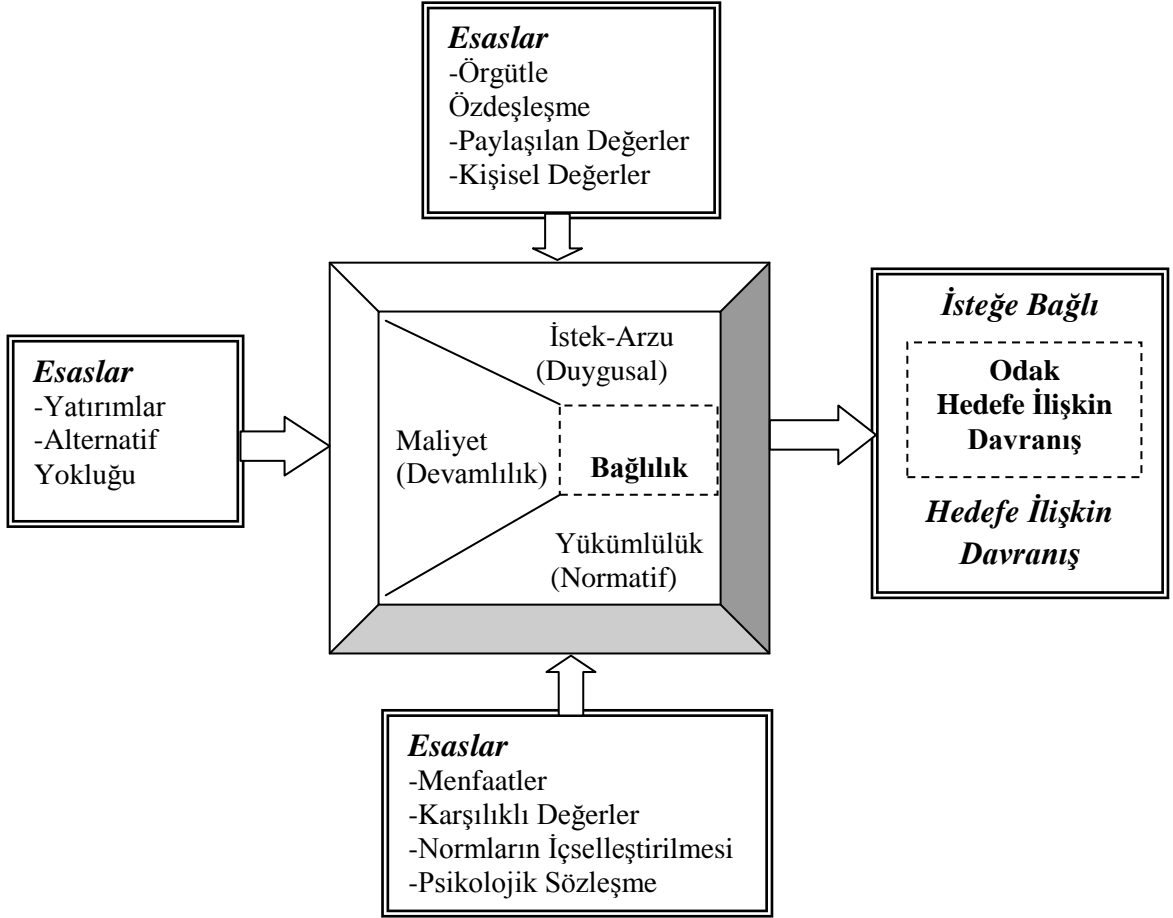 Esaslar
-Örgütle
Özdeşleşme
-Paylaşılan Değerler
-Kişisel Değerler
Esaslar
-Yatırımlar
-Alternatif
Yokluğu
İstek-Arzu
(Duygusal)
Maliyet
(Devamlılık)
Bağlılık
Yükümlülük
(Normatif)
İsteğe Bağlı
Odak
Hedefe İlişkin
Davranış
Hedefe İlişkin
Davranış
Esaslar
-Menfaatler
-Karşılıklı Değerler
-Normların İçselleştirilmesi
-Psikolojik Sözleşme